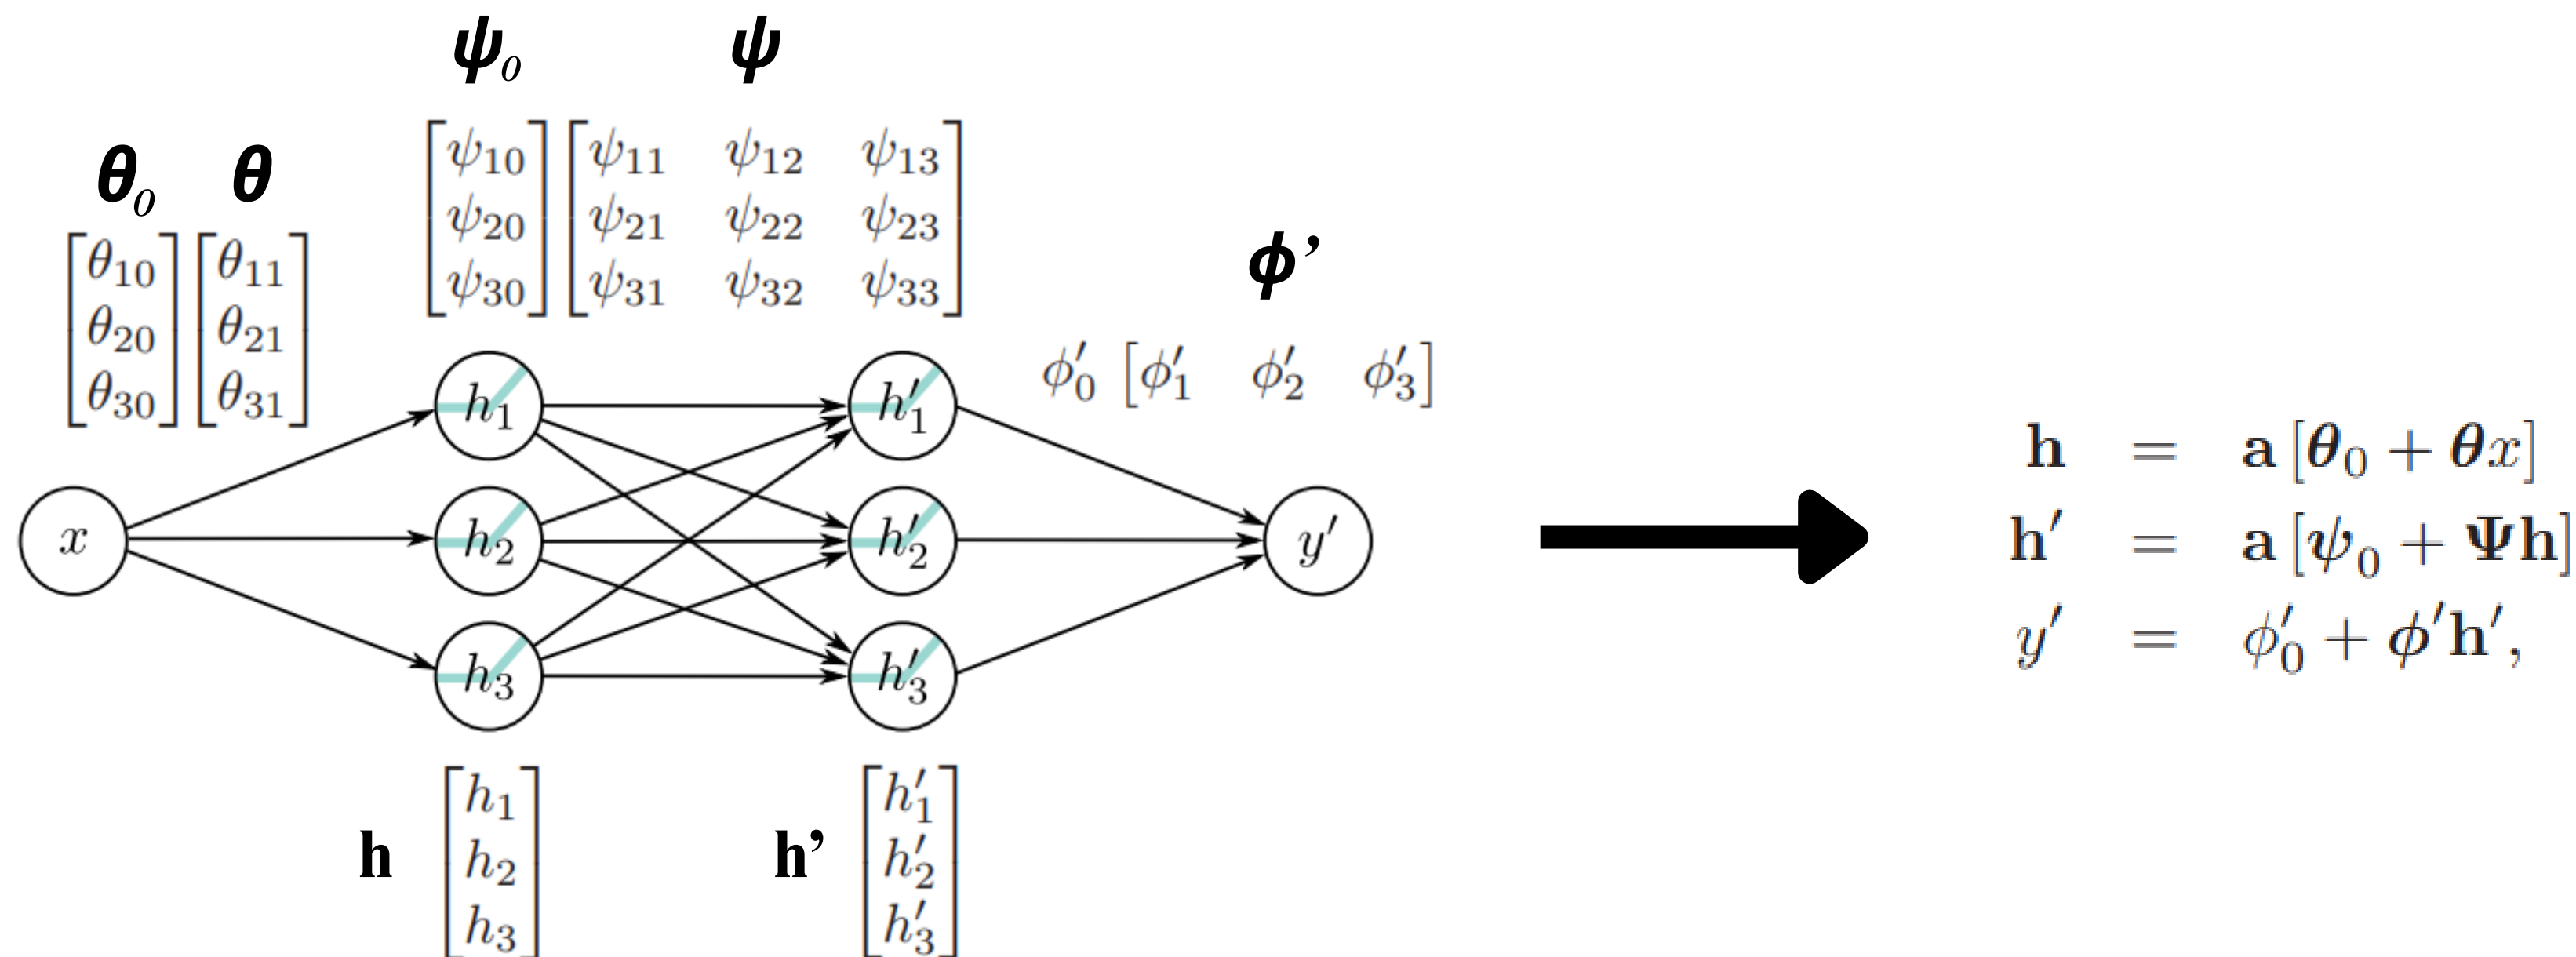 𝝍₀ 𝝍
𝜽₀ 𝜽
[ψ₁₀] [ψ₁₁ ψ₁₂ ψ₁₃]
[ψ₂₀] [ψ₂₁ ψ₂₂ ψ₂₃]
[ψ₃₀] [ψ₃₁ ψ₃₂ ψ₃₃]
[θ₁₀] [θ₁₁]
[θ₂₀] [θ₂₁]
[θ₃₀] [θ₃₁]
ϕ’
ϕ′₀ [ϕ′₁ ϕ′₂ ϕ′₃]
h₁ h′₁
x h₂ h′₂ y′
h₃ h′₃
h [h₁]
[h₂]
[h₃]
h’ [h′₁]
[h′₂]
[h′₃]
h = a [θ₀ + θx]
h′ = a [ψ₀ + Ψh]
y′ = ϕ′₀ + ϕ′h′,